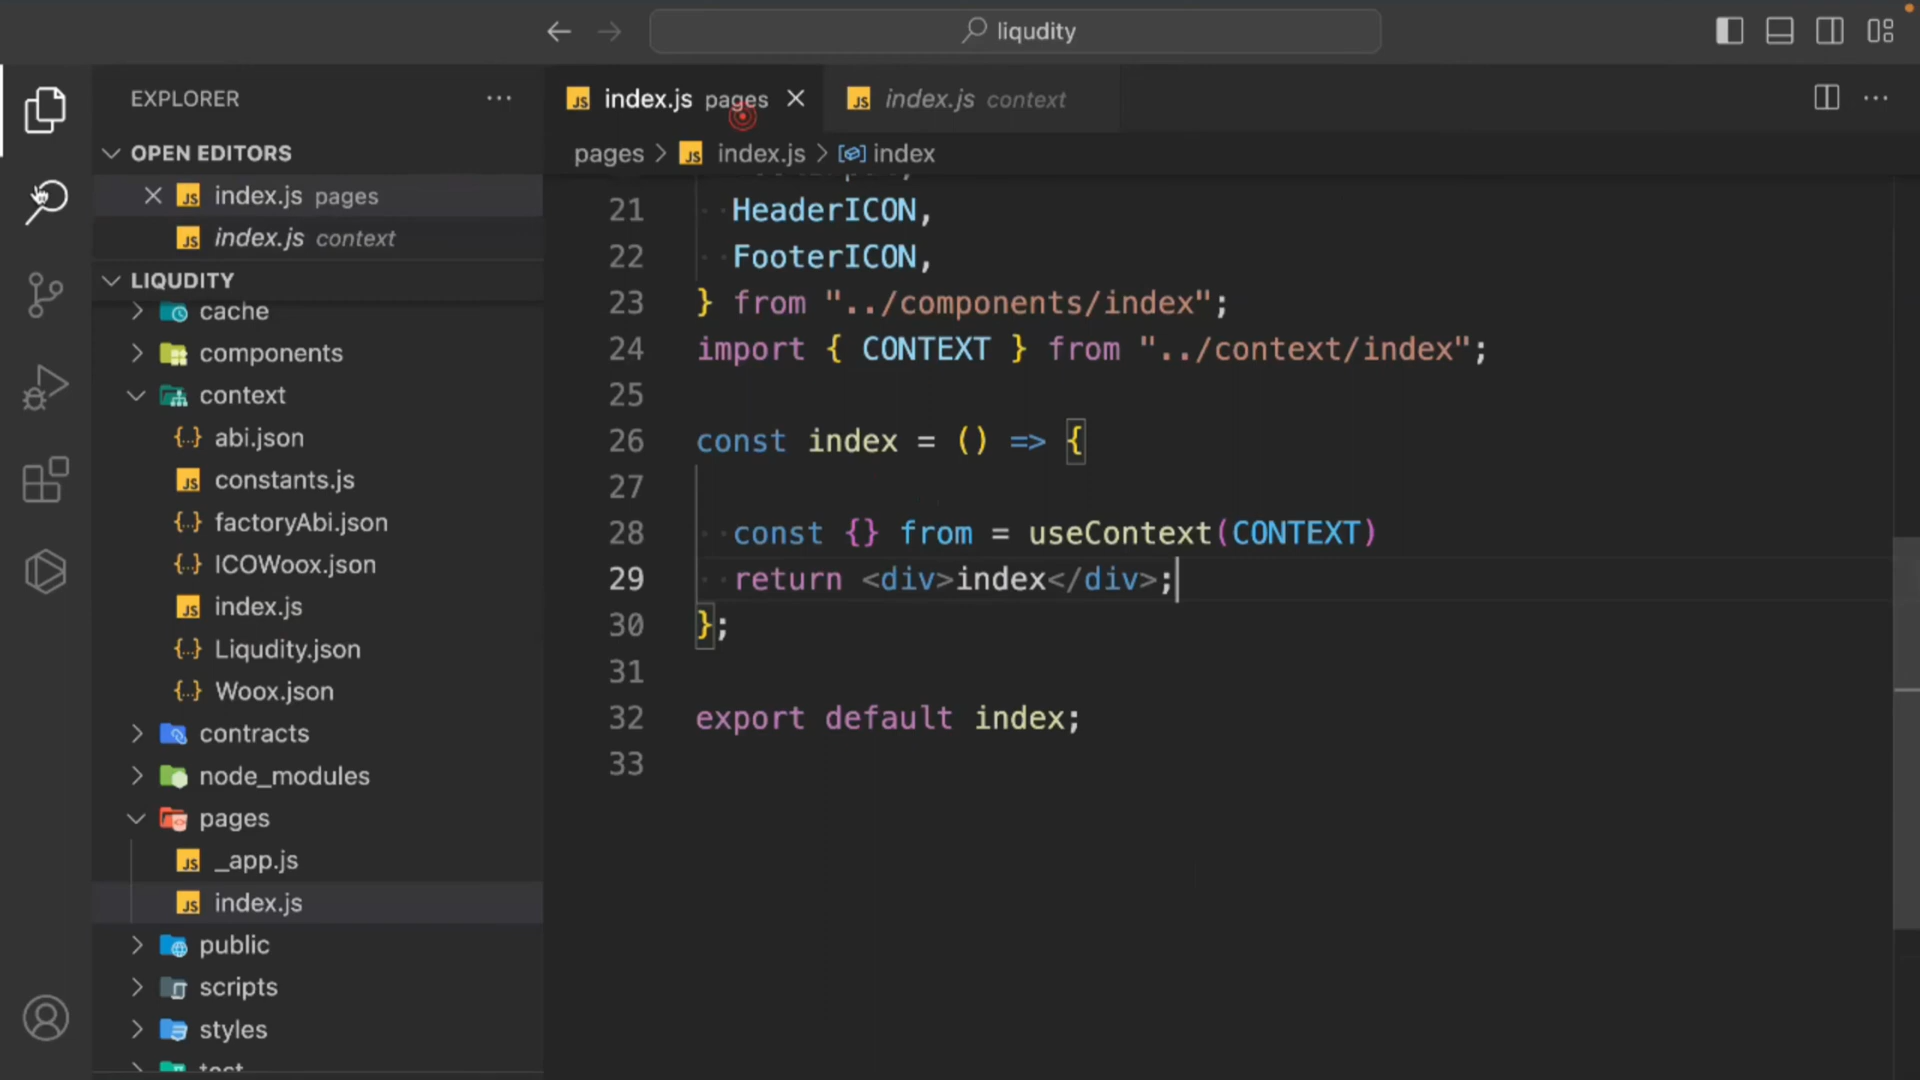 liqudity
EXPLORER
OPEN EDITORS
index.js pages
index.js context
LIQUDITY
cache
components
context
abi.json
constants.js
factoryAbi.json
ICOWoox.json
index.js
Liqudity.json
Woox.json
contracts
node_modules
pages
_app.js
index.js
public
scripts
styles
index.js pages
index.js context
pages > JS index.js > index
21 HeaderICON,
22 FooterICON,
23 } from "../components/index";
24 import { CONTEXT } from "../context/index";
25
26 const index = () => {
27
28 const {} from = useContext(CONTEXT)
29 return <div>index</div>;
30 };
31
32 export default index;
33